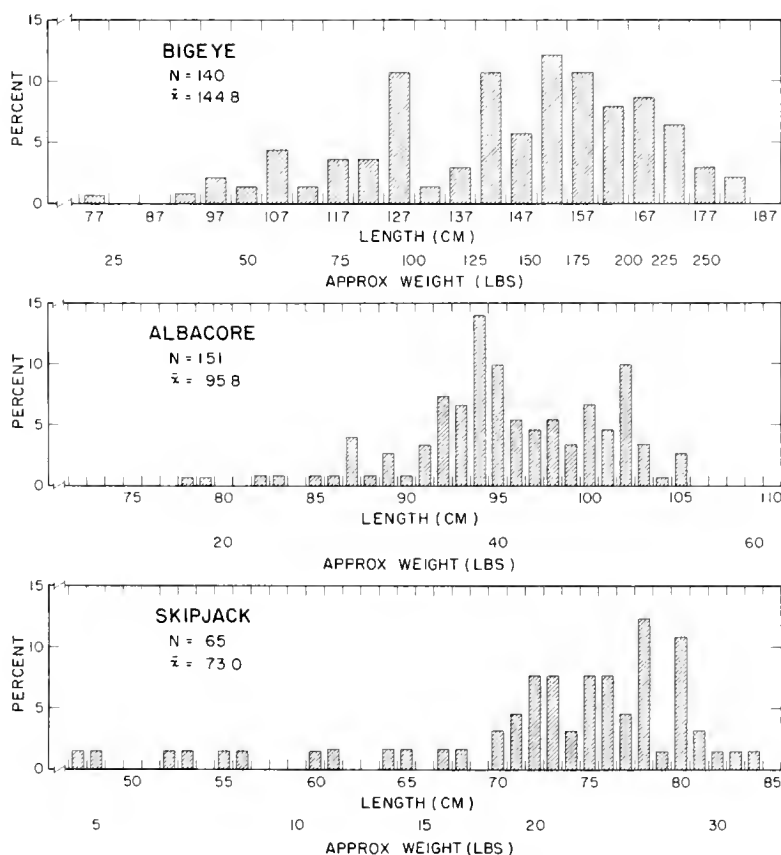 15
BIGEYE
N = 140
x̄ = 144.8
10
PERCENT
5
0
77 87 97 107 117 127 137 147 157 167 177 187
LENGTH (CM)
25 50 75 100 125 150 175 200 225 250
APPROX WEIGHT (LBS)
15
ALBACORE
N = 151
x̄ = 95.8
10
PERCENT
5
0
75 80 85 90 95 100 105 110
LENGTH (CM)
20 40 60
APPROX WEIGHT (LBS)
15
SKIPJACK
N = 65
x̄ = 73.0
10
PERCENT
5
0
50 55 60 65 70 75 80 85
LENGTH (CM)
5 10 15 20 30
APPROX WEIGHT (LBS)